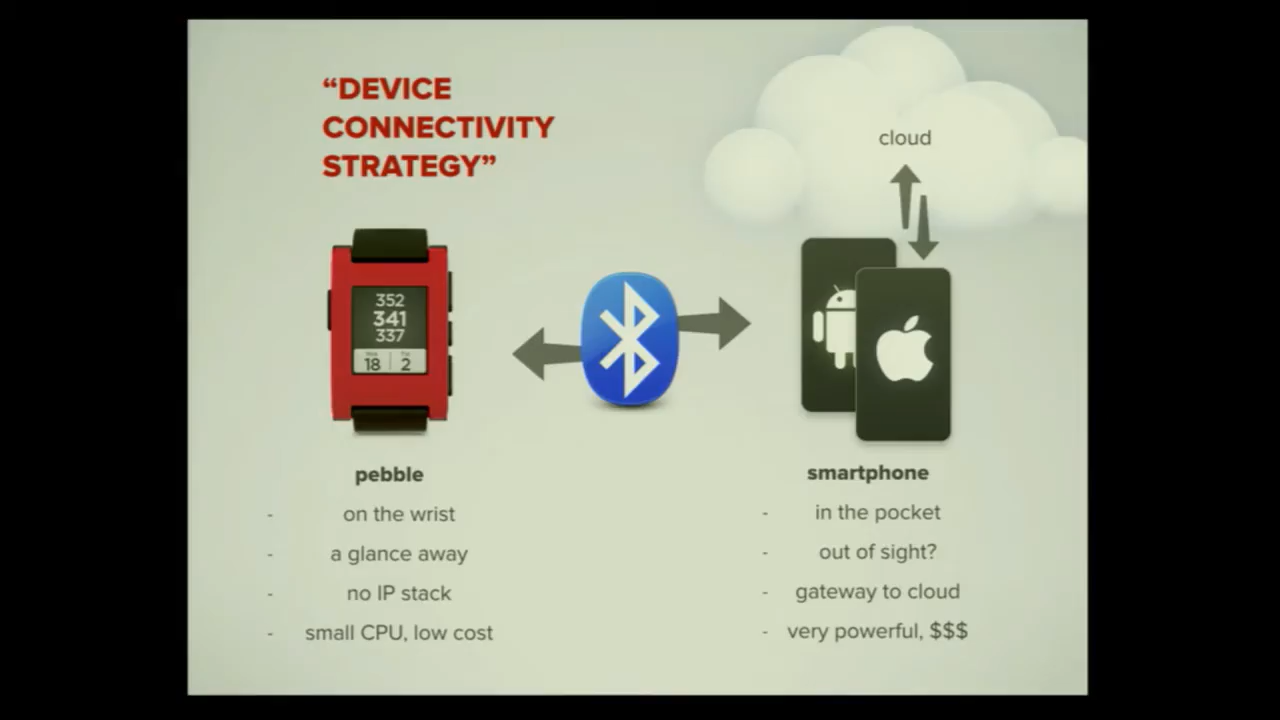 “DEVICE
CONNECTIVITY
STRATEGY”
cloud
352
341
337
18 2
pebble
- on the wrist
- a glance away
- no IP stack
- small CPU, low cost
smartphone
- in the pocket
- out of sight?
- gateway to cloud
- very powerful, $$$